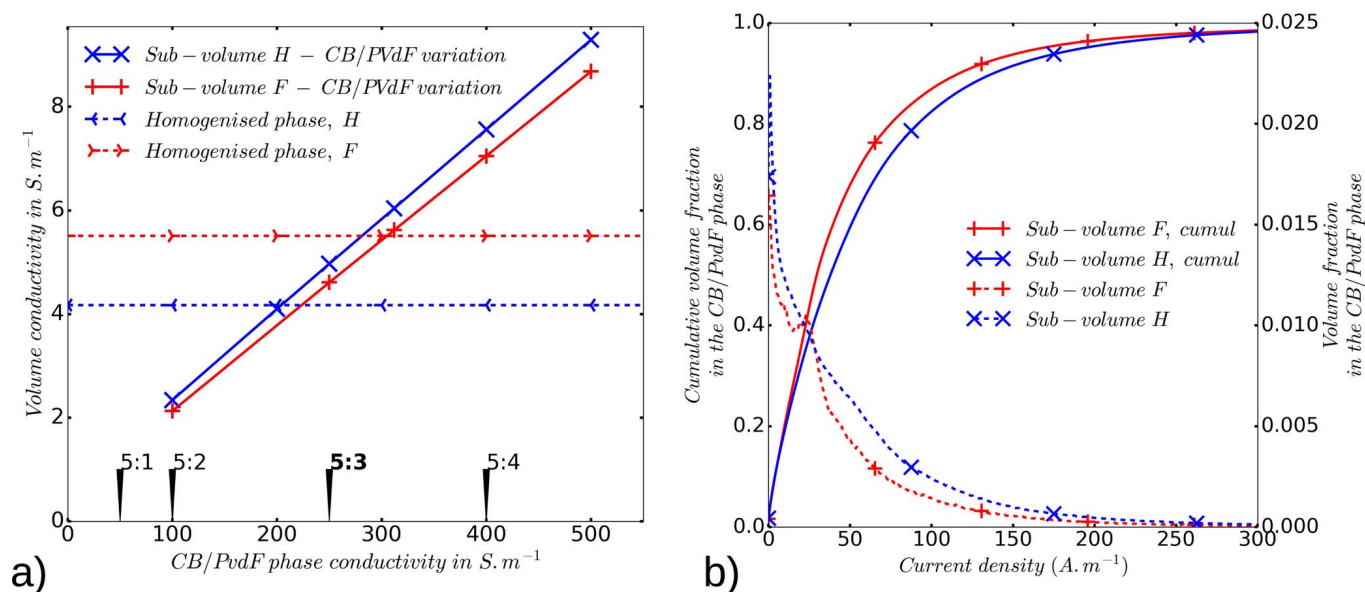 Volume conductivity in S.m⁻¹
8
6
4
2
0
Sub-volume H - CB/PVdF variation
Sub-volume F - CB/PVdF variation
Homogenised phase, H
Homogenised phase, F
5:1
5:2
5:3
5:4
0
100
200
300
400
500
CB/PvdF phase conductivity in S.m⁻¹
a)
Cumulative volume fraction
in the CB/PvdF phase
1.0
0.8
0.6
0.4
0.2
0.0
Sub-volume F, cumul
Sub-volume H, cumul
Sub-volume F
Sub-volume H
0.025
0.020
0.015
0.010
0.005
0.000
Volume fraction
in the CB/PvdF phase
0
50
100
150
200
250
300
Current density (A.m⁻¹)
b)